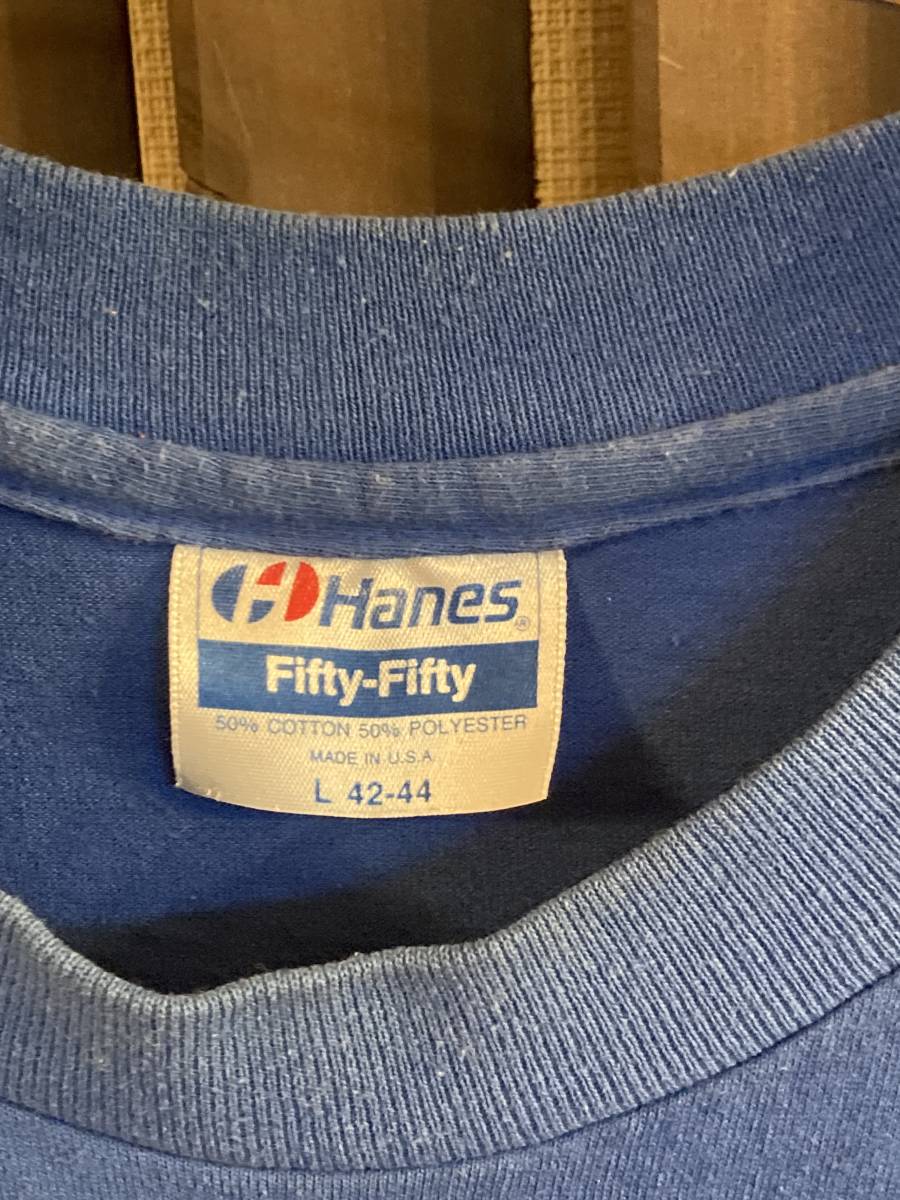 Hanes®
Fifty-Fifty
50% COTTON 50% POLYESTER
MADE IN U.S.A.
L 42-44